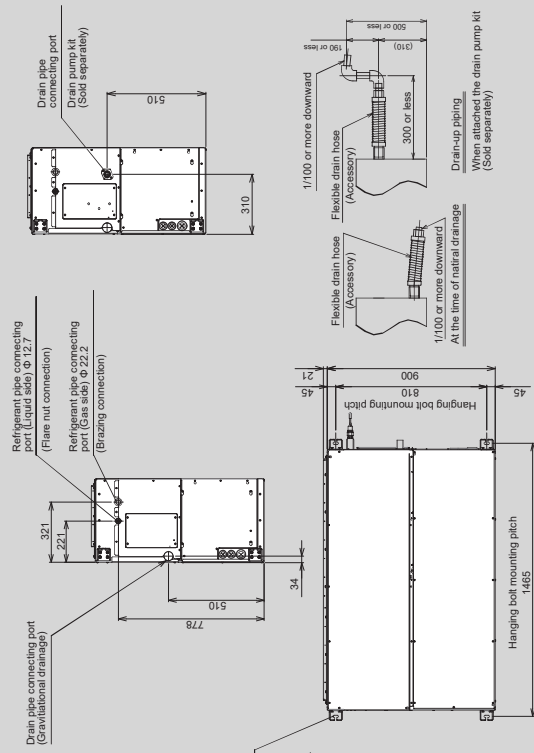 Drain pipe
connecting port
Drain pump kit
(Sold separately)
510
310
1/100 or more downward
Flexible drain hose
(Accessory)
190 or less
500 or less
(310)
300 or less
Drain-up piping
When attached the drain pump kit
(Sold separately)
Flexible drain hose
(Accessory)
1/100 or more downward
At the time of natiral drainage
Refrigerant pipe connecting
port (Liquid side) Φ 12.7
(Flare nut connection)
Refrigerant pipe connecting
port (Gas side) Φ 22.2
(Brazing connection)
321
221
Drain pipe connecting port
(Gravitiational drainage)
778
510
34
21
45
Hanging bolt mounting pitch
810
900
45
Hanging bolt mounting pitch
1465